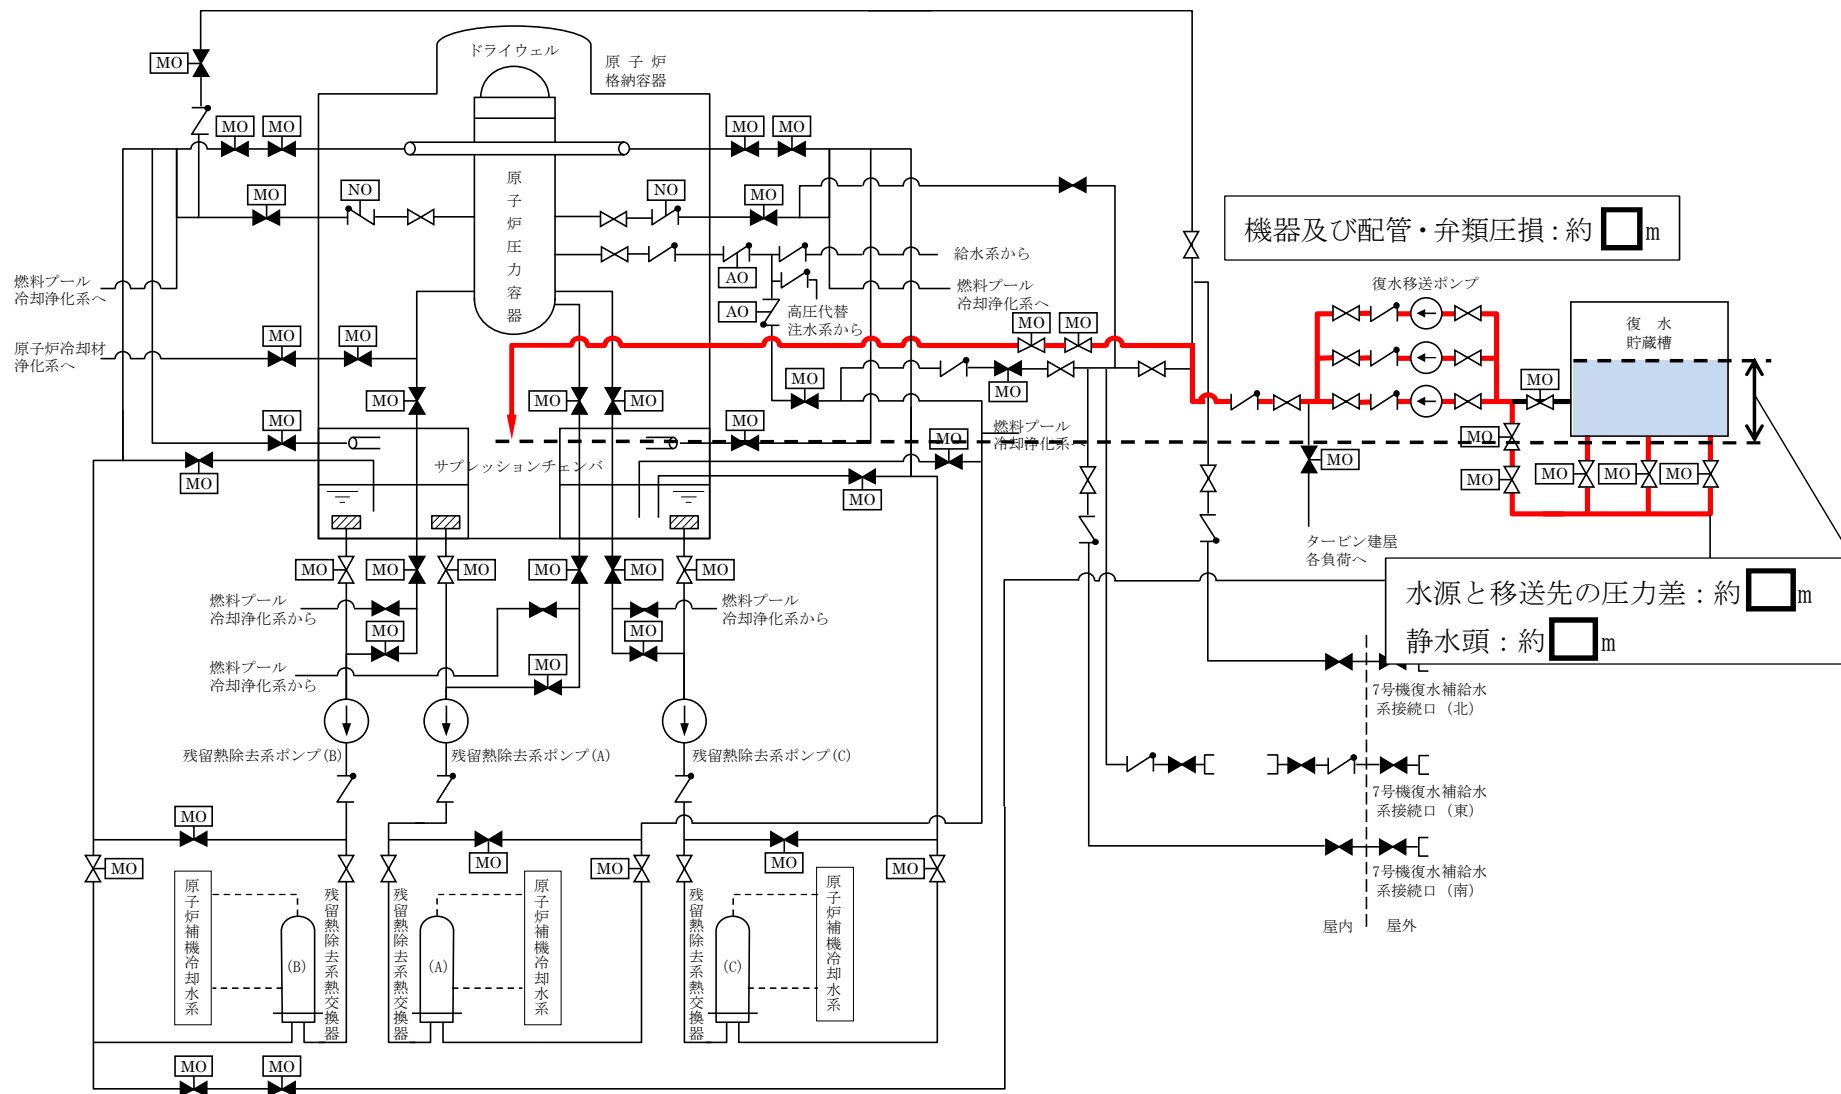 ドライウェル
原 子 炉
格納容器
MO
MO
MO
MO
MO
MO
NO
NO
MO
原子炉圧力容器
機器及び配管・弁類圧損：約 m
給水系から
AO
燃料プール
冷却浄化系へ
燃料プール
冷却浄化系へ
高圧代替
注水系から
AO
MO
MO
復水移送ポンプ
復 水
貯蔵槽
MO
MO
原子炉冷却材
浄化系へ
MO
MO
MO
MO
MO
MO
MO
MO
MO
燃料プール
冷却浄化系へ
MO
MO
サプレッションチェンバ
MO
MO
MO
MO
MO
MO
MO
MO
タービン建屋
各負荷へ
MO
MO
MO
MO
MO
MO
水源と移送先の圧力差：約 m
静水頭：約 m
燃料プール
冷却浄化系から
燃料プール
冷却浄化系から
MO
MO
燃料プール
冷却浄化系から
MO
7号機復水補給水
系接続口（北）
残留熱除去系ポンプ(B)
残留熱除去系ポンプ(A)
残留熱除去系ポンプ(C)
7号機復水補給水
系接続口（東）
MO
MO
MO
MO
MO
MO
7号機復水補給水
系接続口（南）
原子炉補機冷却水系
(B)
残留熱除去系熱交換器
残留熱除去系熱交換器
(A)
原子炉補機冷却水系
残留熱除去系熱交換器
(C)
原子炉補機冷却水系
屋内
屋外
MO
MO